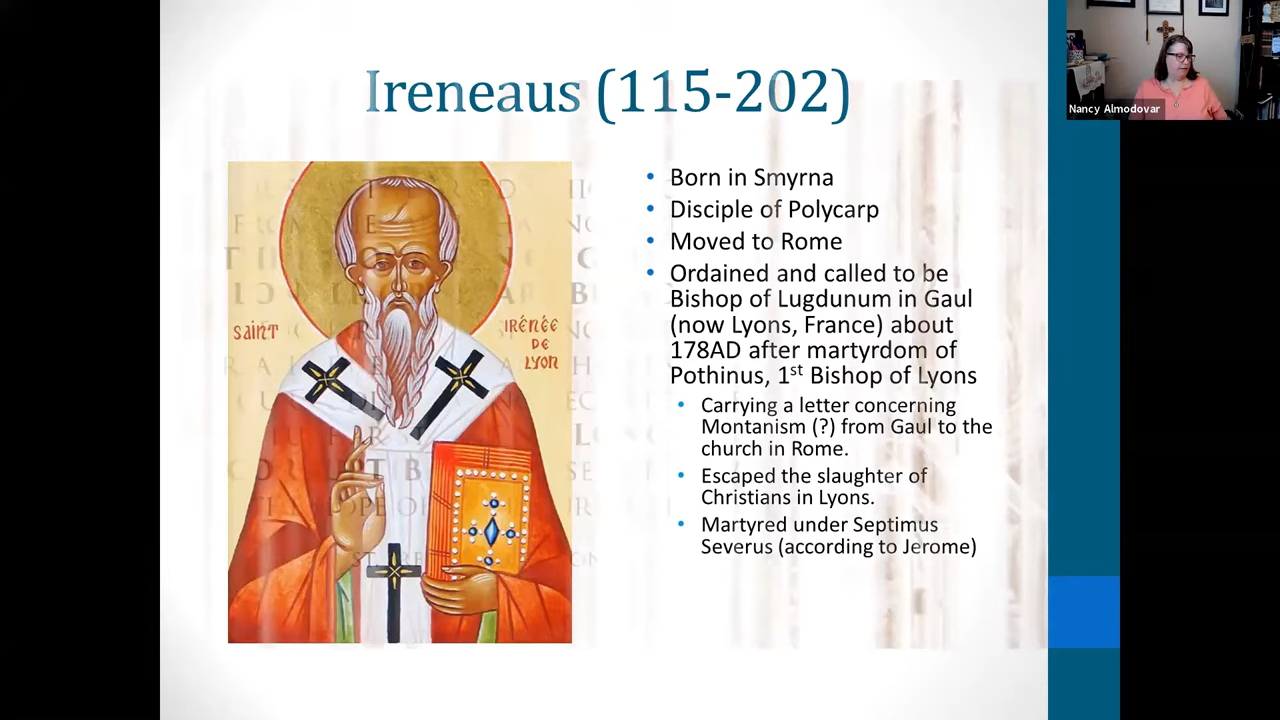 Ireneaus (115-202)
Nancy Almodovar
SAINT
IRÉNÉE
DE
LYON
• Born in Smyrna
• Disciple of Polycarp
• Moved to Rome
• Ordained and called to be
Bishop of Lugdunum in Gaul
(now Lyons, France) about
178AD after martyrdom of
Pothinus, 1st Bishop of Lyons
• Carrying a letter concerning
Montanism (?) from Gaul to the
church in Rome.
• Escaped the slaughter of
Christians in Lyons.
• Martyred under Septimus
Severus (according to Jerome)